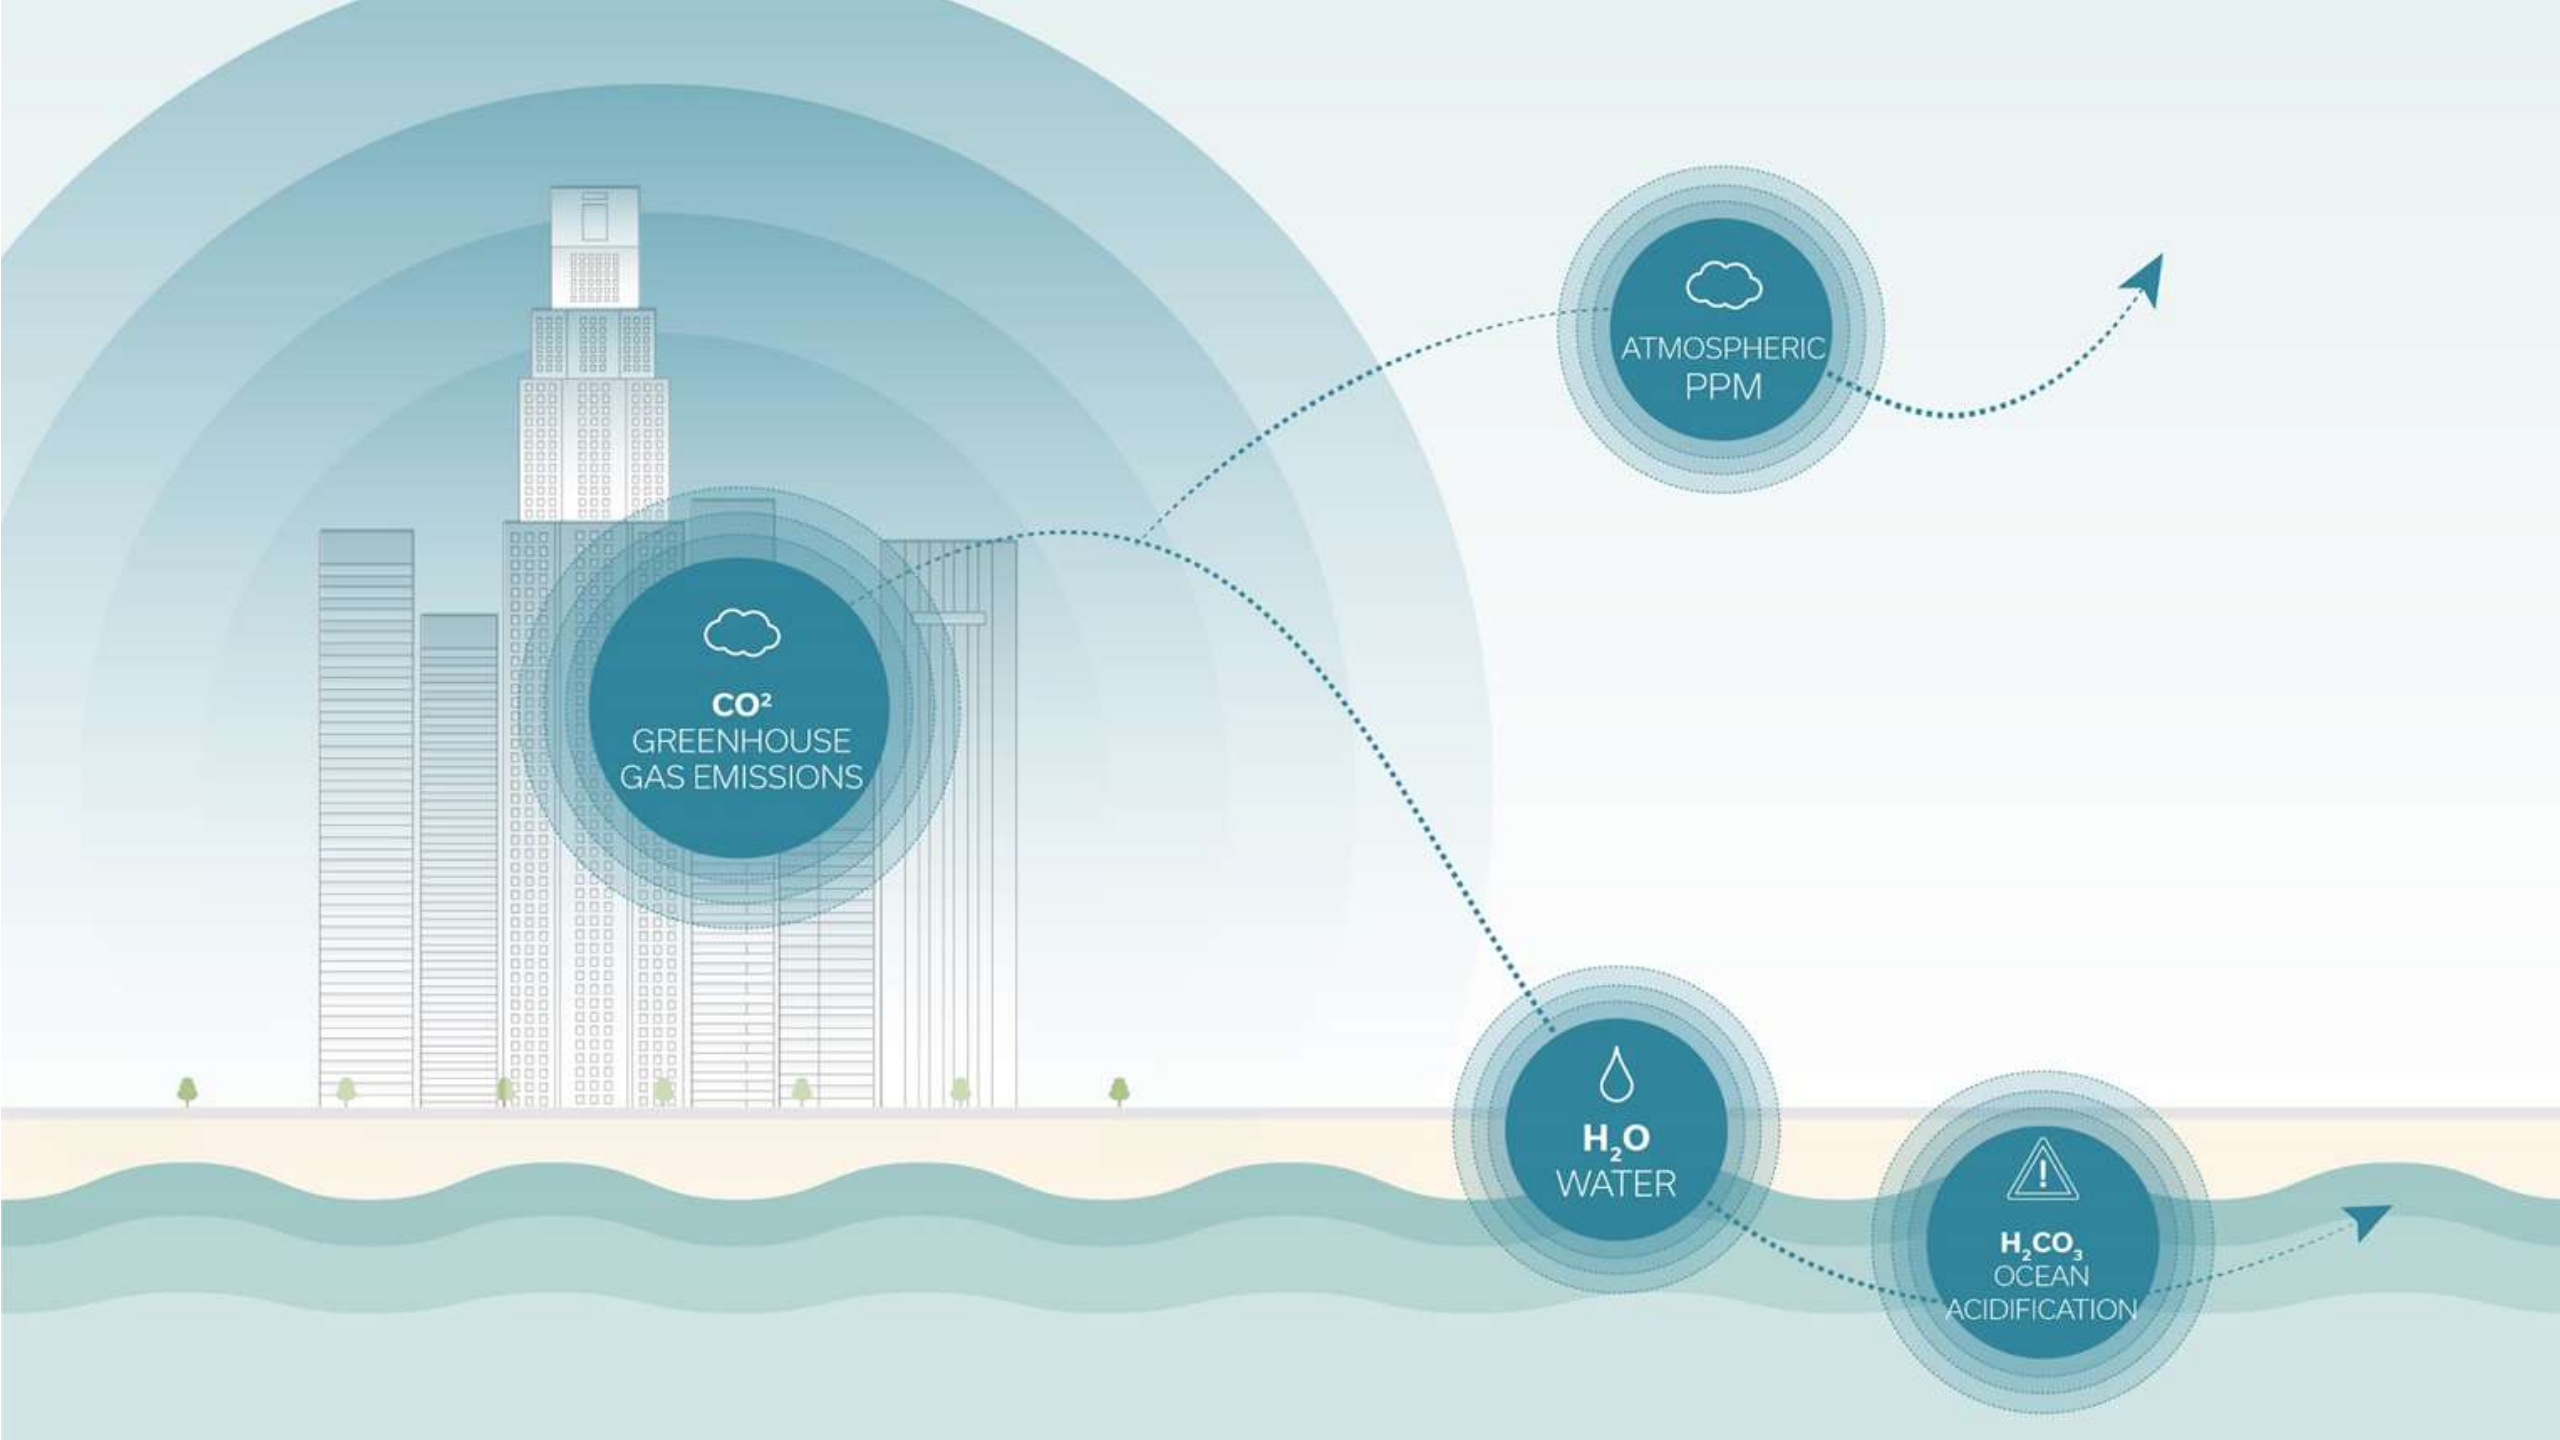 ATMOSPHERIC
PPM
CO²
GREENHOUSE
GAS EMISSIONS
H₂O
WATER
H₂CO₃
OCEAN
ACIDIFICATION